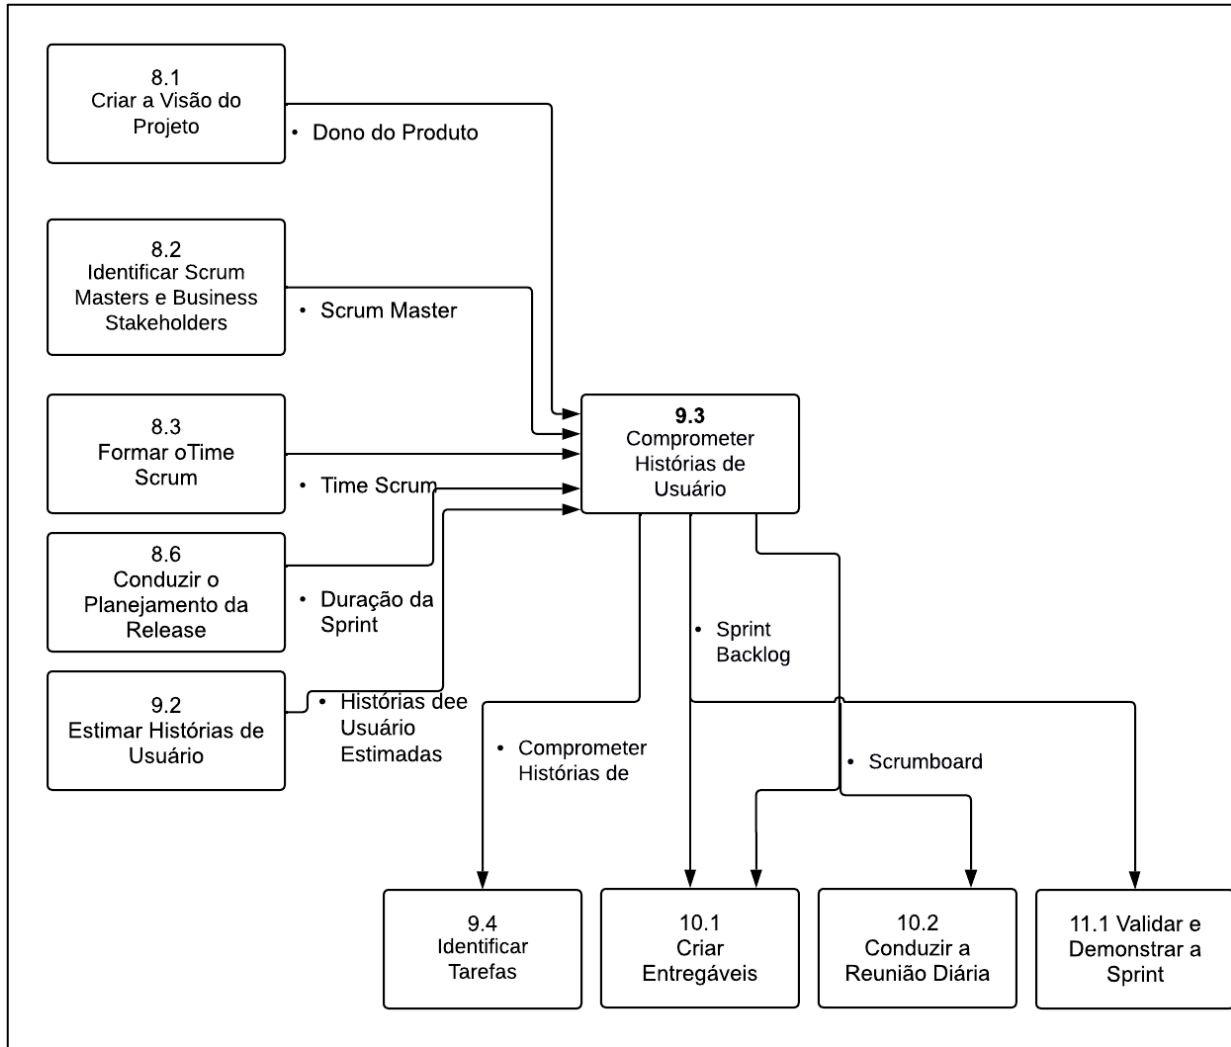 8.1
Criar a Visão do
Projeto
• Dono do Produto
8.2
Identificar Scrum
Masters e Business
Stakeholders
• Scrum Master
8.3
Formar oTime
Scrum
• Time Scrum
9.3
Comprometer
Histórias de
Usuário
8.6
Conduzir o
Planejamento da
Release
• Duração da
Sprint
9.2
Estimar Histórias de
Usuário
• Histórias dee
Usuário
Estimadas
• Sprint
Backlog
• Comprometer
Histórias de
• Scrumboard
9.4
Identificar
Tarefas
10.1
Criar
Entregáveis
10.2
Conduzir a
Reunião Diária
11.1 Validar e
Demonstrar a
Sprint